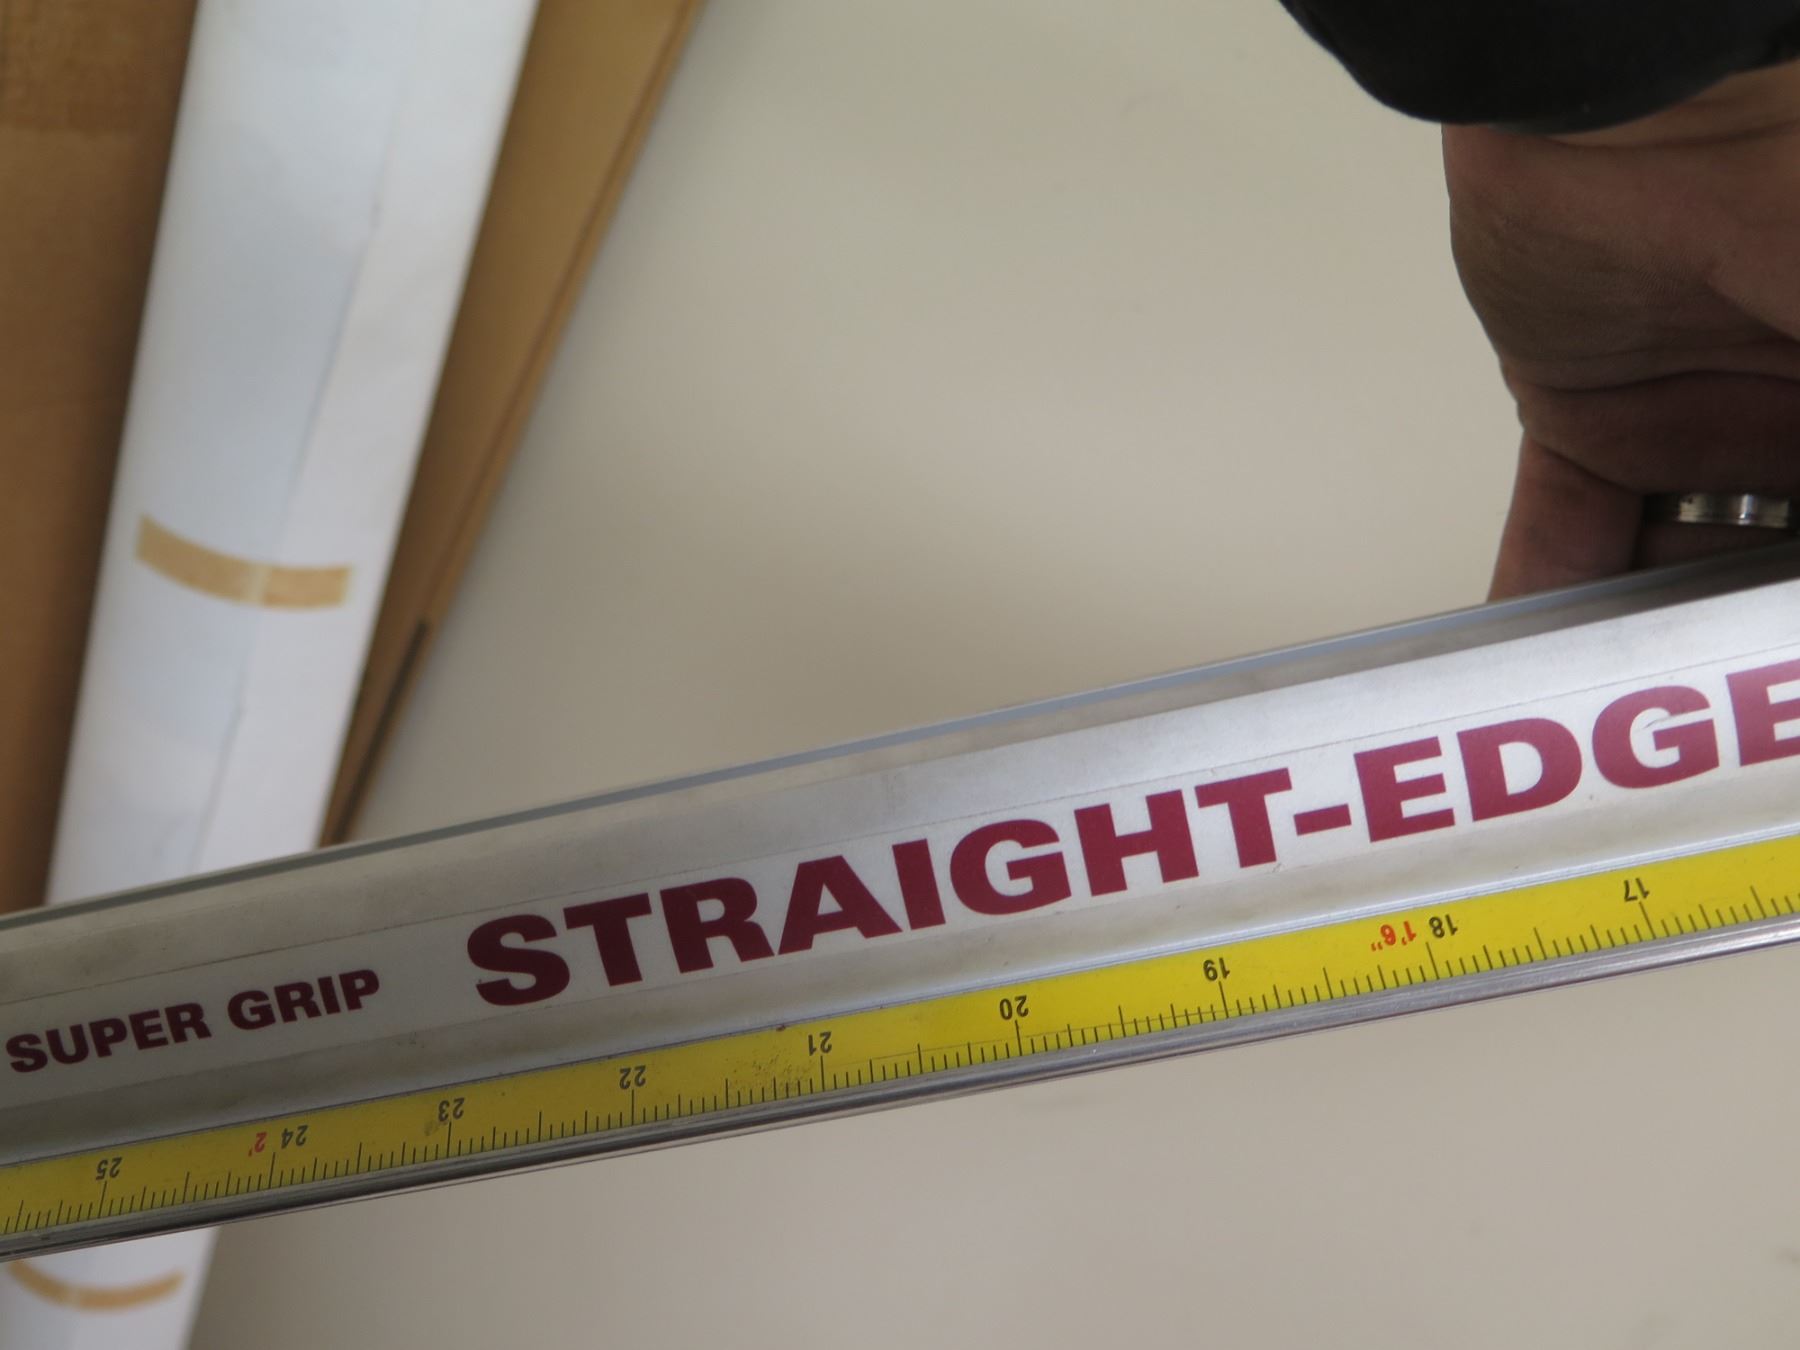 SUPER GRIP STRAIGHT-EDGE
25 2' 24 23 22 21 20 19 1'6" 18 17